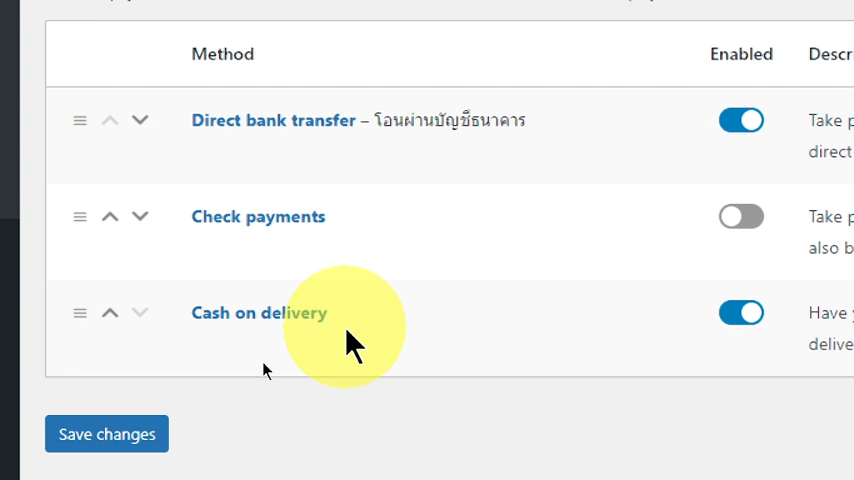 Method Enabled Descr
Direct bank transfer – โอนผ่านบัญชีธนาคาร Take p
direct
Check payments Take p
also b
Cash on delivery Have y
delive
Save changes